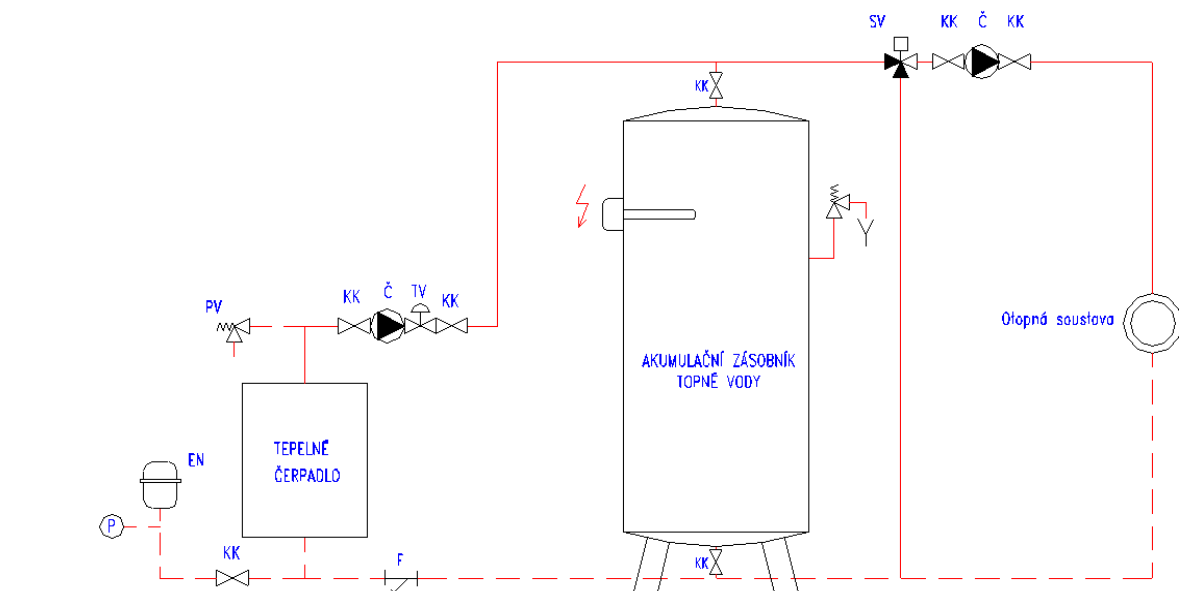 SV
KK
Č
KK
KK
PV
KK
Č
TV
KK
Otopná soustava
AKUMULAČNÍ ZÁSOBNÍK
TOPNÉ VODY
TEPELNÉ
ČERPADLO
EN
P
KK
F
KK